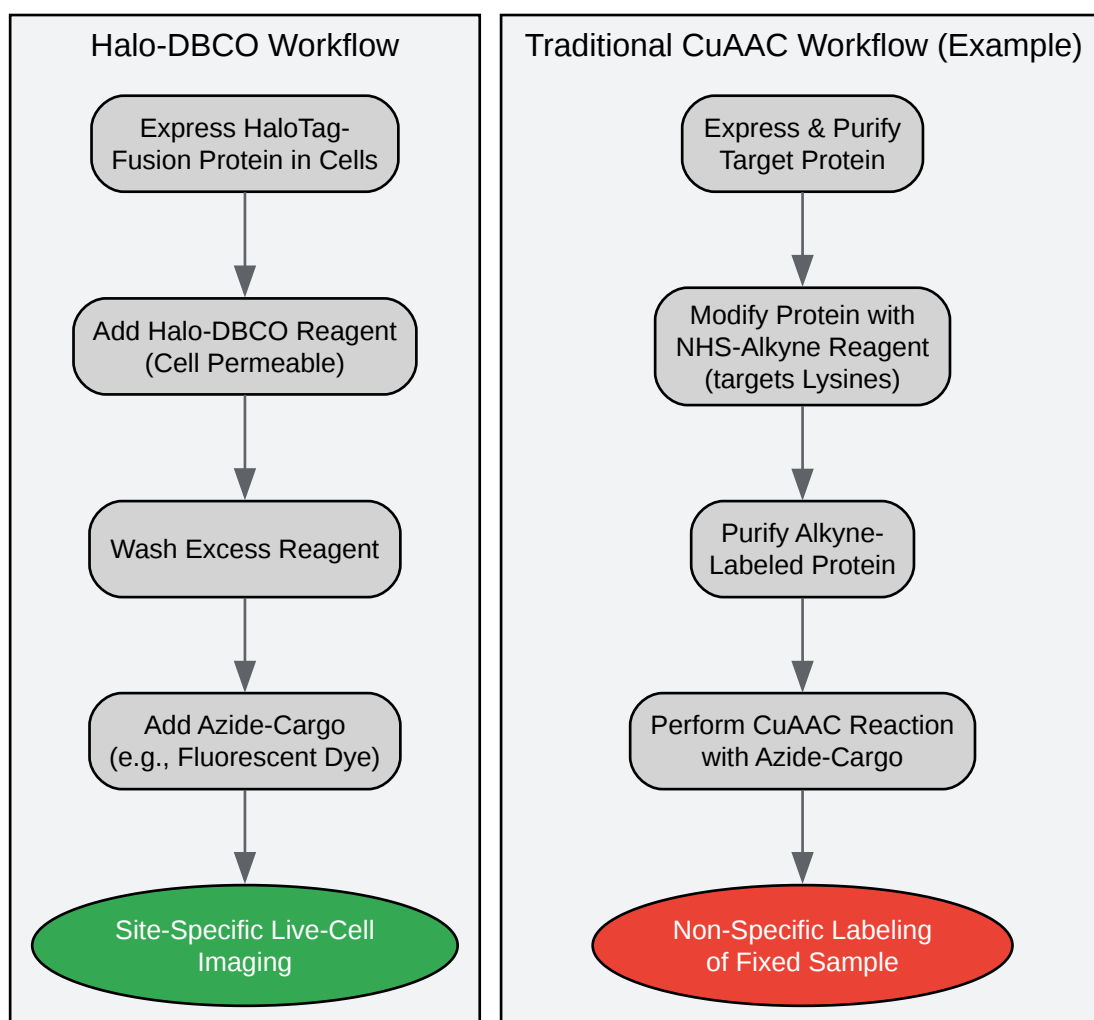 Halo-DBCO Workflow
Express HaloTag-
Fusion Protein in Cells
Add Halo-DBCO Reagent
(Cell Permeable)
Wash Excess Reagent
Add Azide-Cargo
(e.g., Fluorescent Dye)
Site-Specific Live-Cell
Imaging
Traditional CuAAC Workflow (Example)
Express & Purify
Target Protein
Modify Protein with
NHS-Alkyne Reagent
(targets Lysines)
Purify Alkyne-
Labeled Protein
Perform CuAAC Reaction
with Azide-Cargo
Non-Specific Labeling
of Fixed Sample